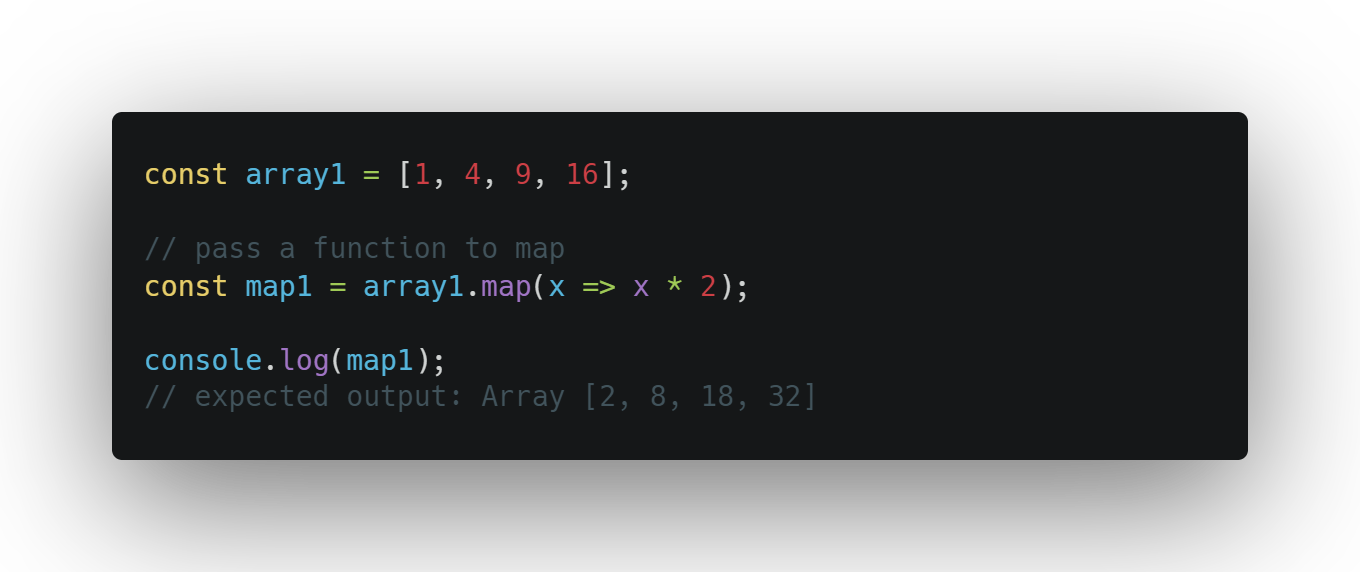 const array1 = [1, 4, 9, 16];
// pass a function to map
const map1 = array1.map(x => x * 2);
console.log(map1);
// expected output: Array [2, 8, 18, 32]